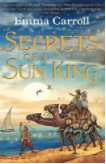 Emma Carroll
SECRETS
OF A
SUN KING